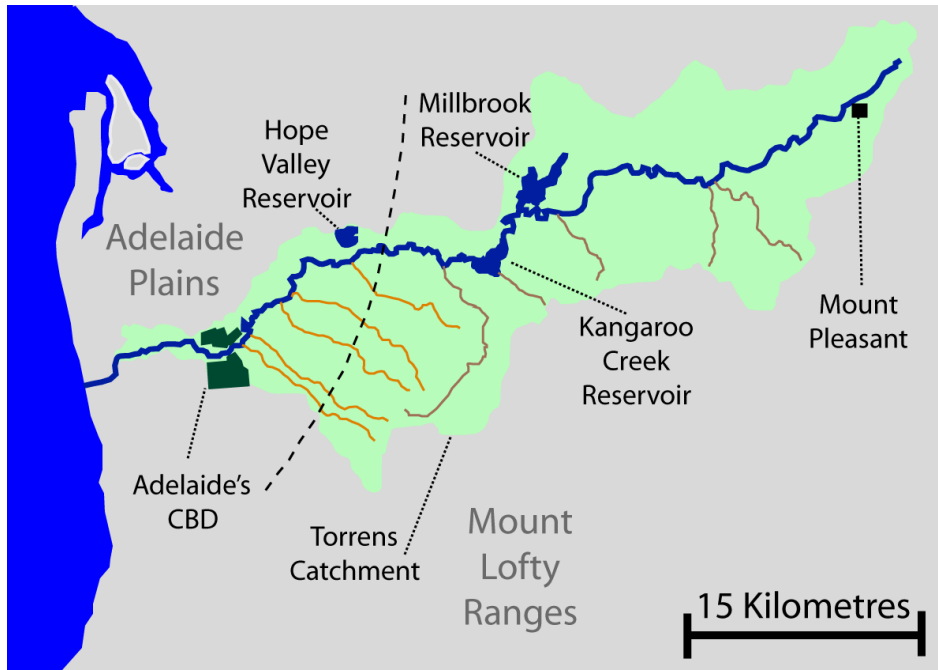 Millbrook
Reservoir
Hope
Valley
Reservoir
Adelaide
Plains
Mount
Pleasant
Kangaroo
Creek
Reservoir
Adelaide's
CBD
Torrens
Catchment
Mount
Lofty
Ranges
15 Kilometres